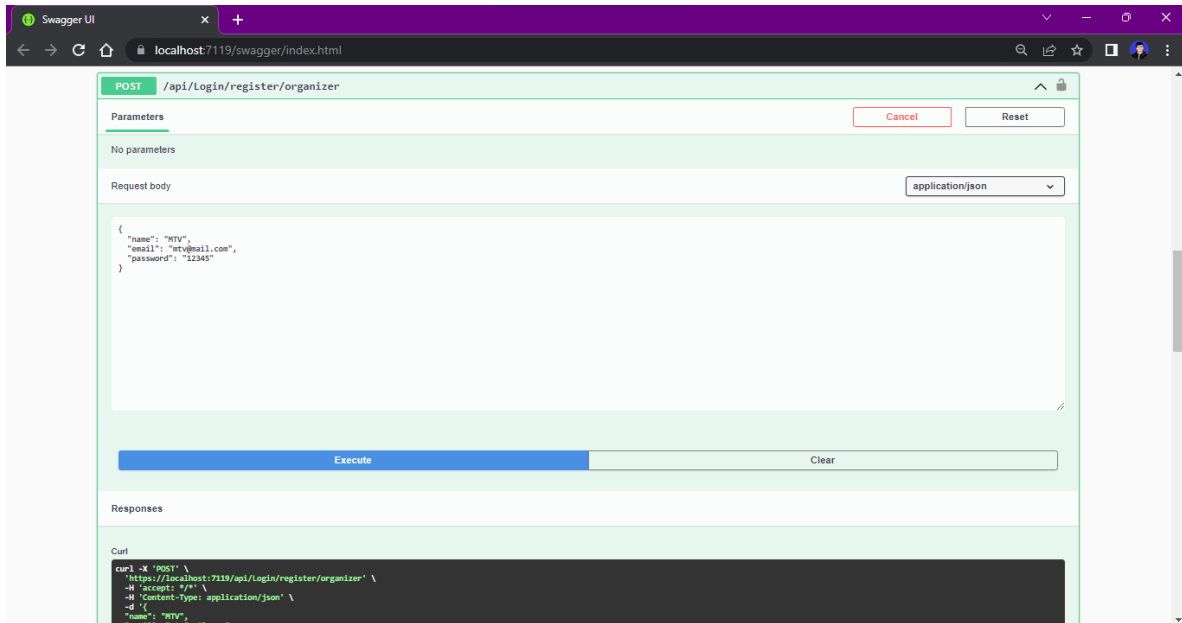 Swagger UI
localhost:7119/swagger/index.html
POST /api/Login/register/organizer
Parameters
Cancel
Reset
No parameters
Request body
application/json
{
"name": "MTV",
"email": "mtv@mail.com",
"password": "12345"
}
Execute
Clear
Responses
Curl
curl -X 'POST' \
'https://localhost:7119/api/Login/register/organizer' \
-H 'accept: */*' \
-H 'Content-Type: application/json' \
-d '{
"name": "MTV",